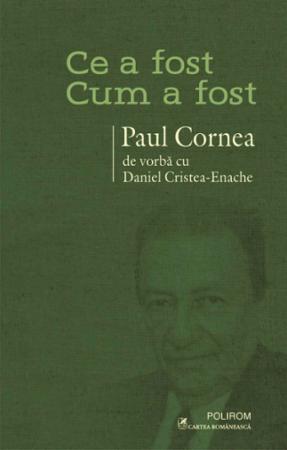 Ce a fost
Cum a fost
Paul Cornea
de vorbă cu
Daniel Cristea-Enache
POLIROM
CARTEA ROMÂNEASCĂ